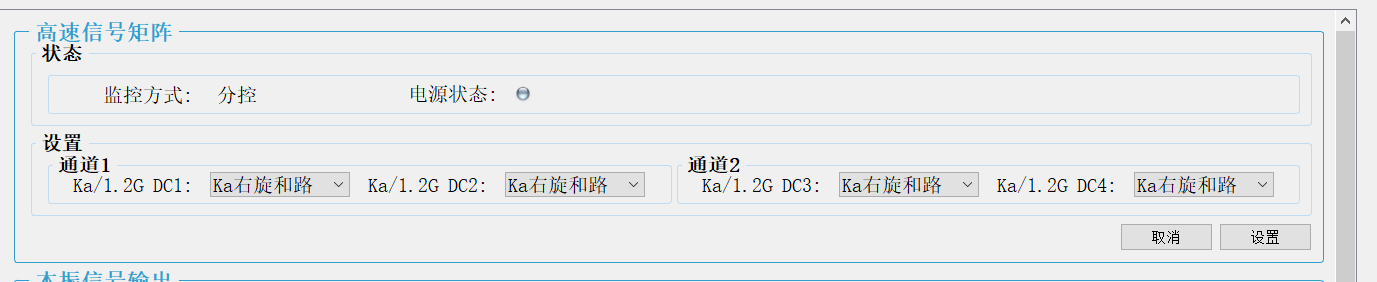 高速信号矩阵
状态
监控方式: 分控 电源状态:
设置
通道1 通道2
Ka/1.2G DC1: Ka右旋和路 Ka/1.2G DC2: Ka右旋和路 Ka/1.2G DC3: Ka右旋和路 Ka/1.2G DC4: Ka右旋和路
取消 设置
本振信号输出